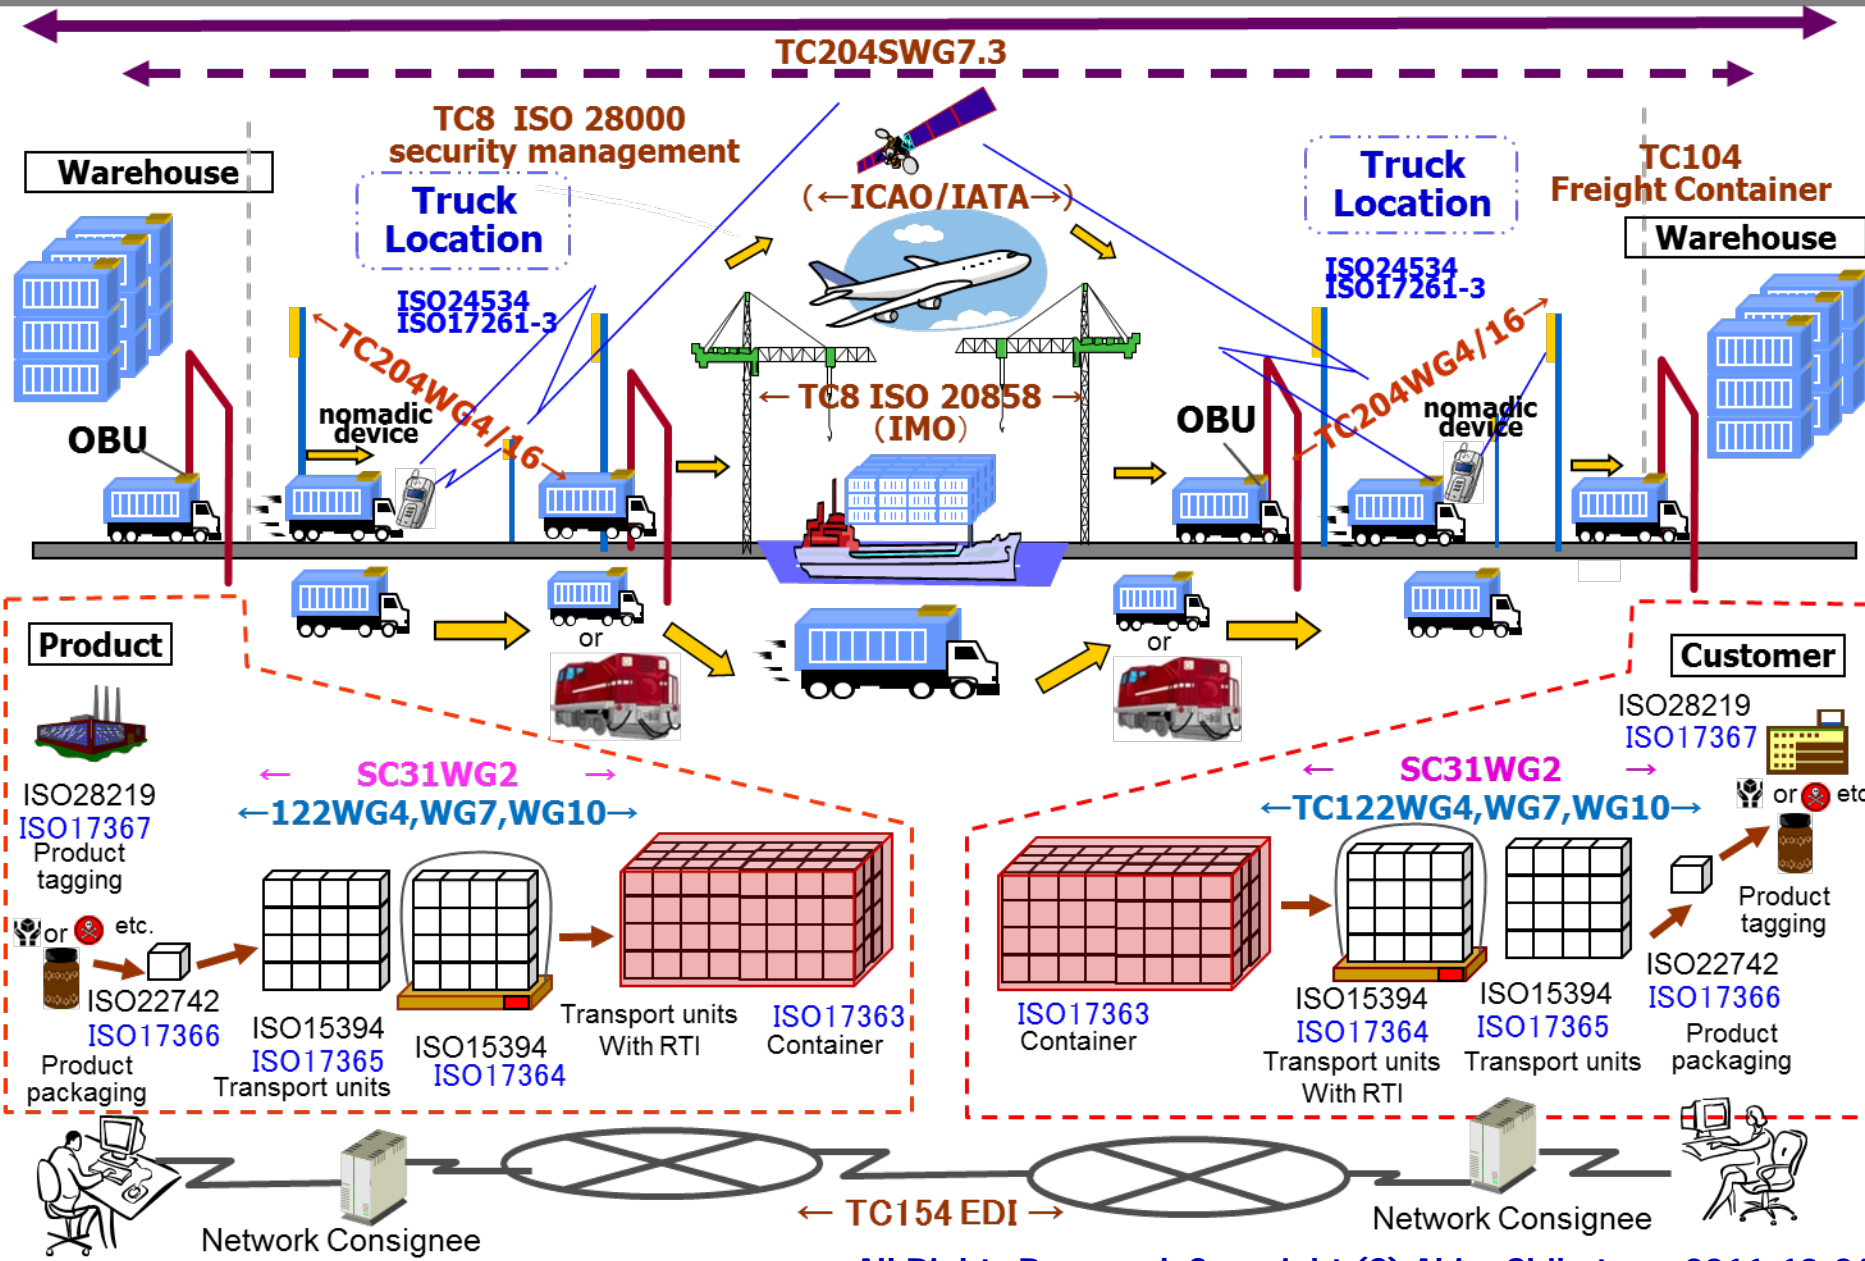 TC204SWG7.3
TC8 ISO 28000
security management
Warehouse
Truck
Location
(←ICAO/IATA→)
Truck
Location
TC104
Freight Container
Warehouse
ISO24534
ISO17261-3
ISO24534
ISO17261-3
←TC204WG4/16→
←TC204WG4/16→
nomadic
device
OBU
← TC8 ISO 20858 →
(IMO)
OBU
nomadic
device
or
or
Product
Customer
ISO28219
ISO17367
Product
tagging
← SC31WG2 →
←122WG4,WG7,WG10→
← SC31WG2 →
←TC122WG4,WG7,WG10→
ISO28219
ISO17367
or etc
Product
tagging
or etc.
ISO22742
ISO17366
Product
packaging
ISO15394
ISO17365
Transport units
ISO15394
ISO17364
Transport units
With RTI
ISO17363
Container
ISO17363
Container
ISO15394
ISO17364
Transport units
With RTI
ISO15394
ISO17365
Transport units
ISO22742
ISO17366
Product
packaging
Network Consignee
← TC154 EDI →
Network Consignee